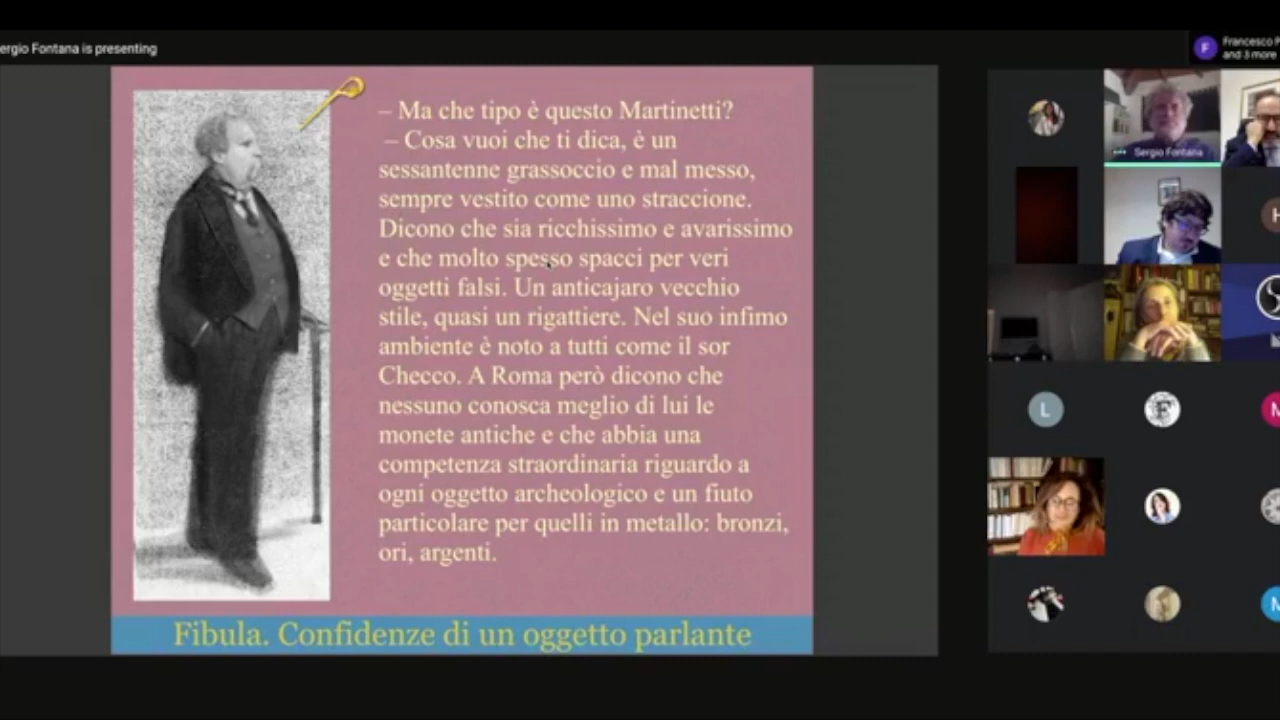 ergio Fontana is presenting
Francesco
and 3 more
– Ma che tipo è questo Martinetti?
– Cosa vuoi che ti dica, è un
sessantenne grassoccio e mal messo,
sempre vestito come uno straccione.
Dicono che sia ricchissimo e avarissimo
e che molto spesso spacci per veri
oggetti falsi. Un anticajaro vecchio
stile, quasi un rigattiere. Nel suo infimo
ambiente è noto a tutti come il sor
Checco. A Roma però dicono che
nessuno conosca meglio di lui le
monete antiche e che abbia una
competenza straordinaria riguardo a
ogni oggetto archeologico e un fiuto
particolare per quelli in metallo: bronzi,
ori, argenti.
Fibula. Confidenze di un oggetto parlante
F
Sergio Fontana
L